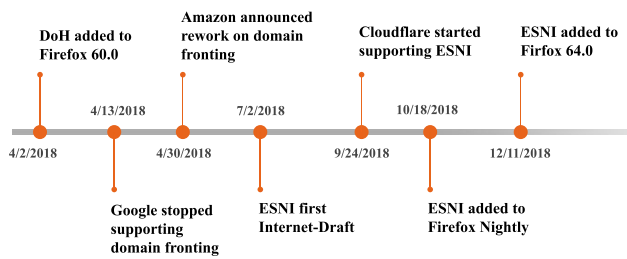 DoH added to
Firefox 60.0
4/2/2018
4/13/2018
Google stopped
supporting
domain fronting
Amazon announced
rework on domain
fronting
4/30/2018
7/2/2018
ESNI first
Internet-Draft
Cloudflare started
supporting ESNI
9/24/2018
10/18/2018
ESNI added to
Firefox Nightly
ESNI added to
Firfox 64.0
12/11/2018